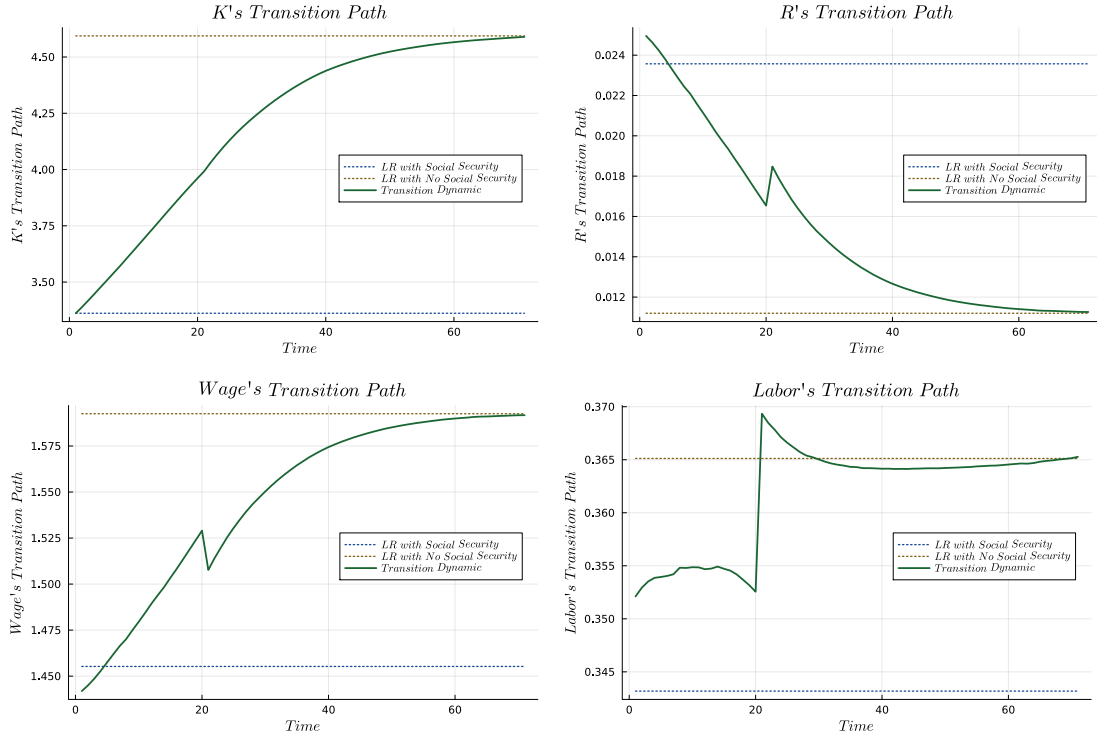 K's Transition Path
K's Transition Path
4.50
4.25
4.00
3.75
3.50
0
20
40
60
Time
LR with Social Security
LR with No Social Security
Transition Dynamic
R's Transition Path
R's Transition Path
0.024
0.022
0.020
0.018
0.016
0.014
0.012
0
20
40
60
Time
LR with Social Security
LR with No Social Security
Transition Dynamic
Wage's Transition Path
Wage's Transition Path
1.575
1.550
1.525
1.500
1.475
1.450
0
20
40
60
Time
LR with Social Security
LR with No Social Security
Transition Dynamic
Labor's Transition Path
Labor's Transition Path
0.370
0.365
0.360
0.355
0.350
0.345
0
20
40
60
Time
LR with Social Security
LR with No Social Security
Transition Dynamic